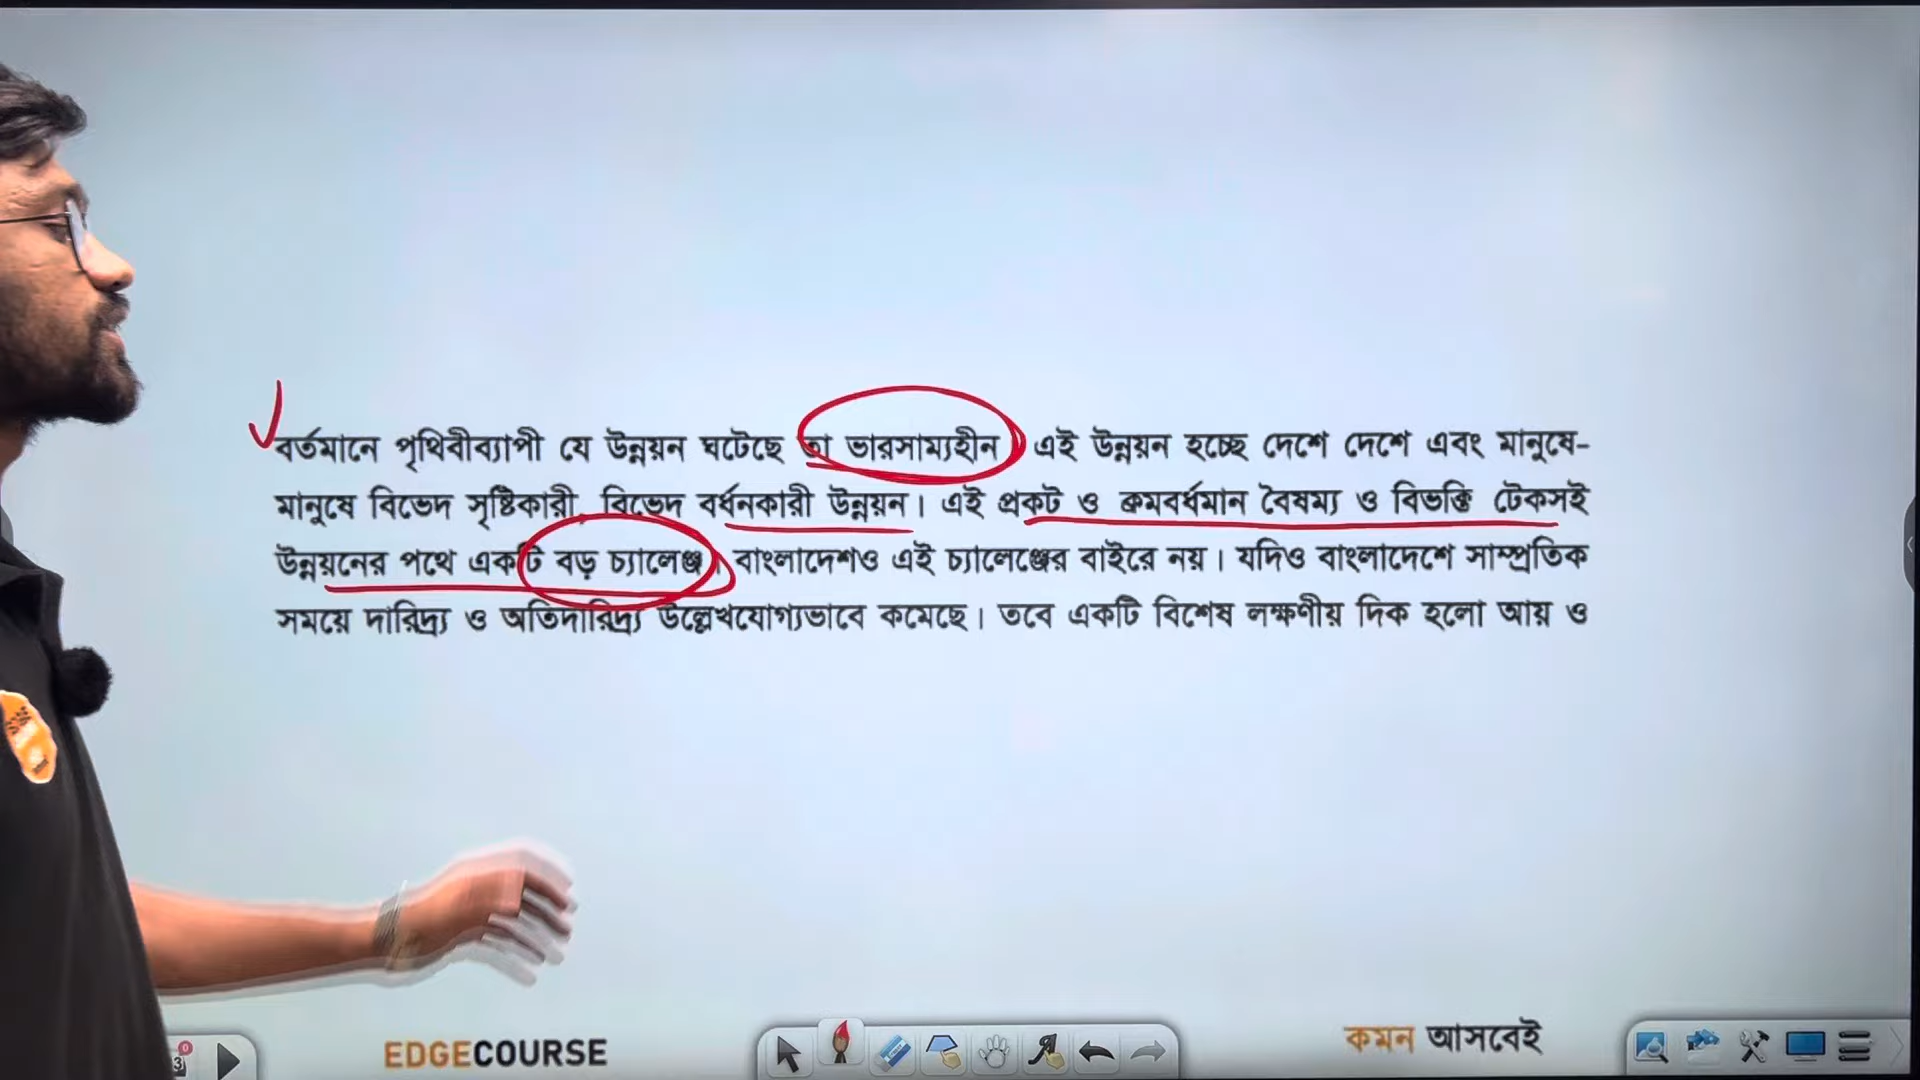 বর্তমানে পৃথিবীব্যাপী যে উন্নয়ন ঘটেছে তা ভারসাম্যহীন। এই উন্নয়ন হচ্ছে দেশে দেশে এবং মানুষে-
মানুষে বিভেদ সৃষ্টিকারী, বিভেদ বর্ধনকারী উন্নয়ন। এই প্রকট ও ক্রমবর্ধমান বৈষম্য ও বিভক্তি টেকসই
উন্নয়নের পথে একটি বড় চ্যালেঞ্জ। বাংলাদেশও এই চ্যালেঞ্জের বাইরে নয়। যদিও বাংলাদেশে সাম্প্রতিক
সময়ে দারিদ্র্য ও অতিদারিদ্র্য উল্লেখযোগ্যভাবে কমেছে। তবে একটি বিশেষ লক্ষণীয় দিক হলো আয় ও
EDGECOURSE
কমন আসবেই